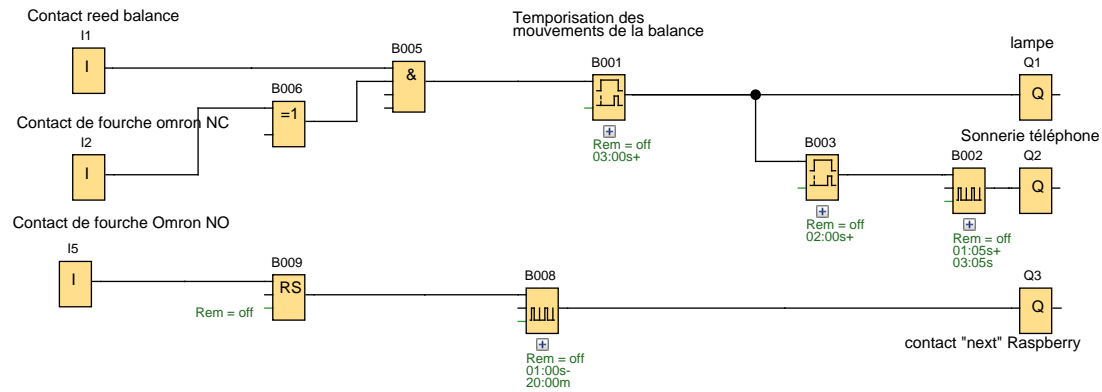 Contact reed balance
I1
I
Temporisation des
mouvements de la balance
B005
&
B001
Rem = off
03:00s+
lampe
Q1
Q
B006
=1
Contact de fourche omron NC
I2
I
B003
Rem = off
02:00s+
Sonnerie téléphone
B002
Rem = off
01:05s+
03:05s
Q2
Q
Contact de fourche Omron NO
I5
I
B009
RS
Rem = off
B008
Rem = off
01:00s-
20:00m
Q3
Q
contact "next" Raspberry